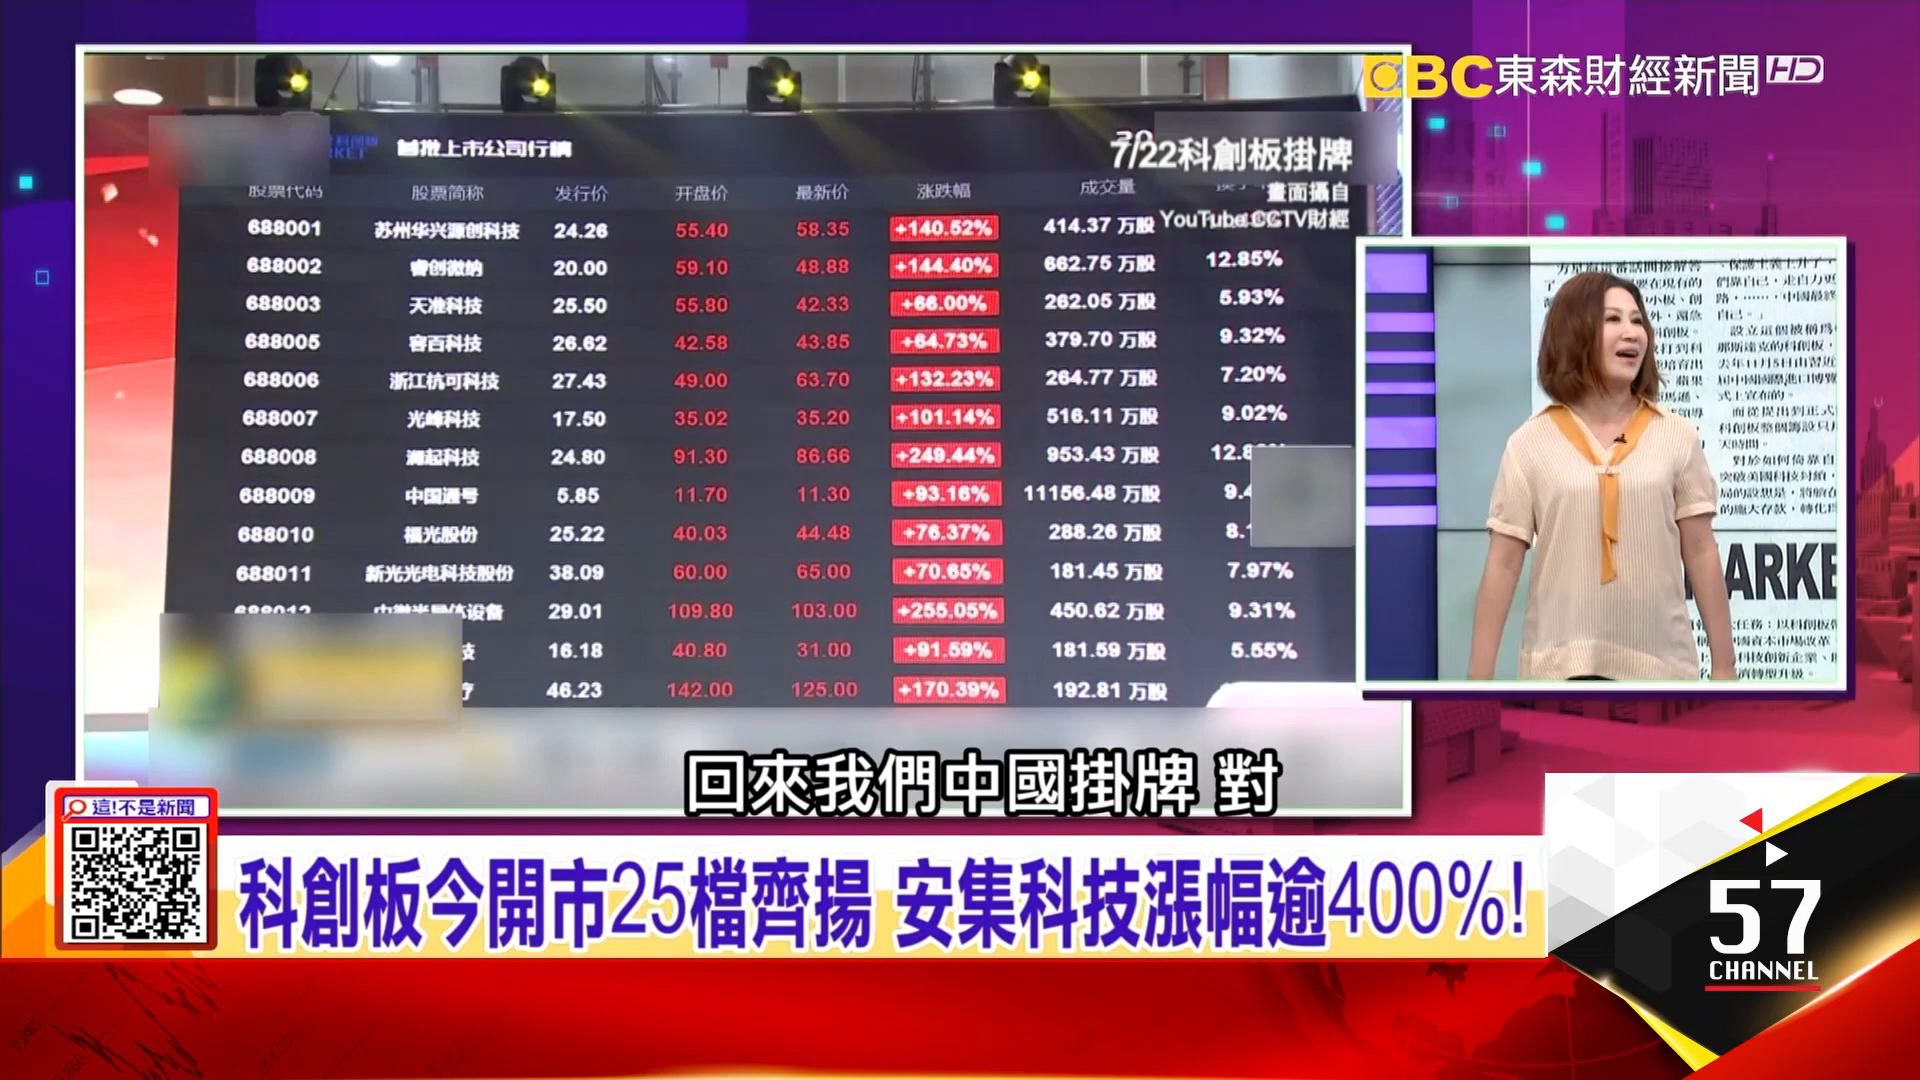 EBC東森財經新聞HD
首批上市公司行情
7/22科創板掛牌
畫面攝自
YouTube CCTV財經
股票代码 股票简称 发行价 开盘价 最新价 涨跌幅 成交量
688001 苏州华兴源创科技 24.26 55.40 58.35 +140.52% 414.37 万股
688002 睿创微纳 20.00 59.10 48.88 +144.40% 662.75 万股 12.85%
688003 天准科技 25.50 55.80 42.33 +66.00% 262.05 万股 5.93%
688005 容百科技 26.62 42.58 43.85 +64.73% 379.70 万股 9.32%
688006 浙江杭可科技 27.43 49.00 63.70 +132.23% 264.77 万股 7.20%
688007 光峰科技 17.50 35.02 35.20 +101.14% 516.11 万股 9.02%
688008 澜起科技 24.80 91.30 86.66 +249.44% 953.43 万股
688009 中国通号 5.85 11.70 11.30 +93.16% 11156.48 万股
688010 福光股份 25.22 40.03 44.48 +76.37% 288.26 万股
688011 新光光电科技股份 38.09 60.00 65.00 +70.65% 181.45 万股 7.97%
688012 中微半导体设备 29.01 109.80 103.00 +255.05% 450.62 万股 9.31%
技 16.18 40.80 31.00 +91.59% 181.59 万股 5.55%
疗 46.23 142.00 125.00 +170.39% 192.81 万股
回來我們中國掛牌 對
這!不是新聞
科創板今開市25檔齊揚 安集科技漲幅逾400%!
57
CHANNEL